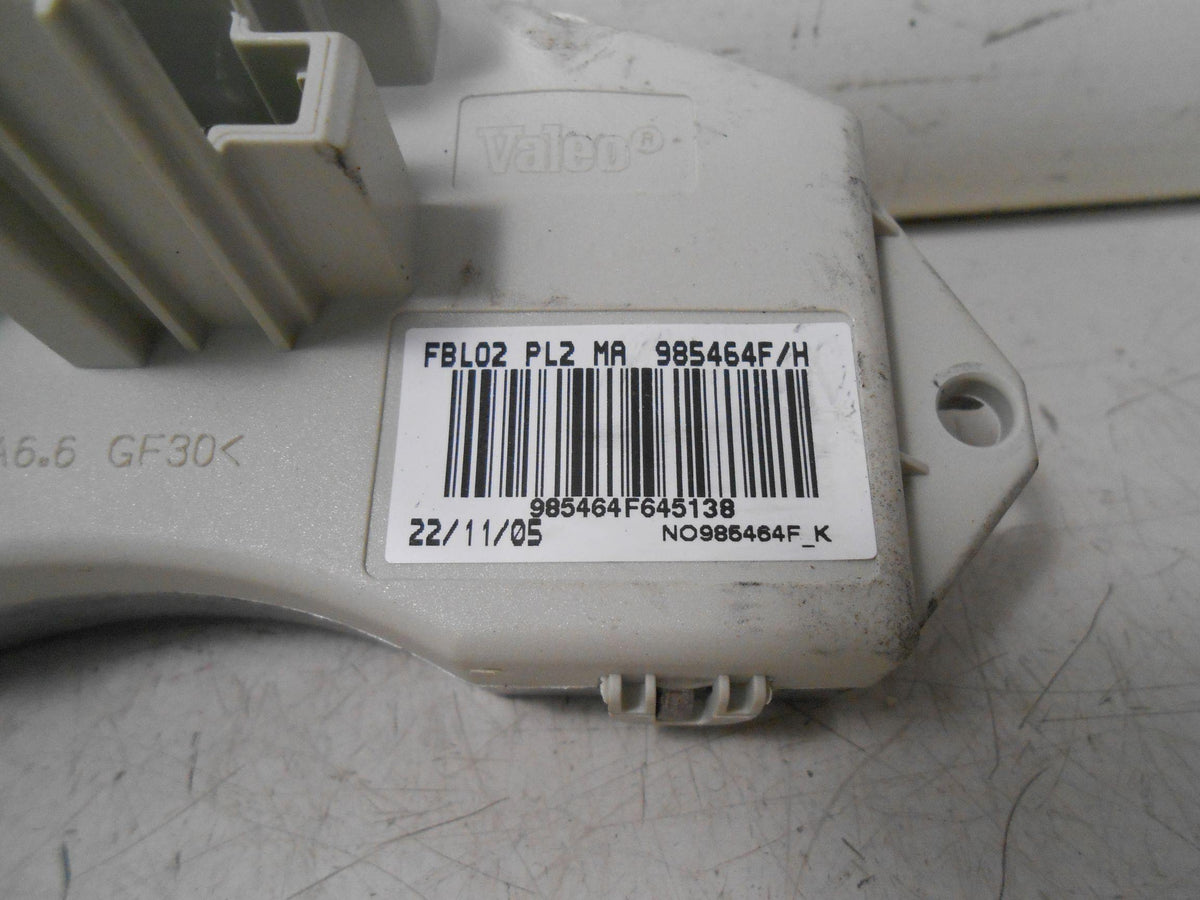 Valeo®
FBL02 PL2 MA 985464F/H
985464F645138
22/11/05 NO985464F_K
A6.6 GF30<